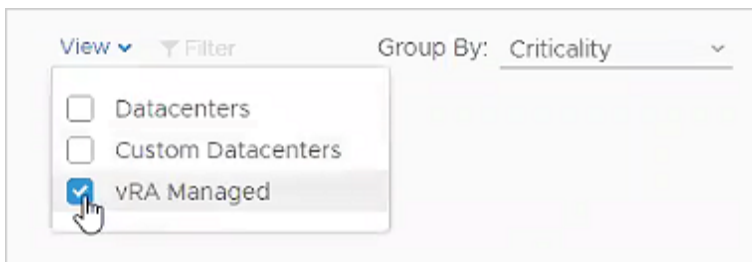 View Filter Group By: Criticality
Datacenters
Custom Datacenters
vRA Managed